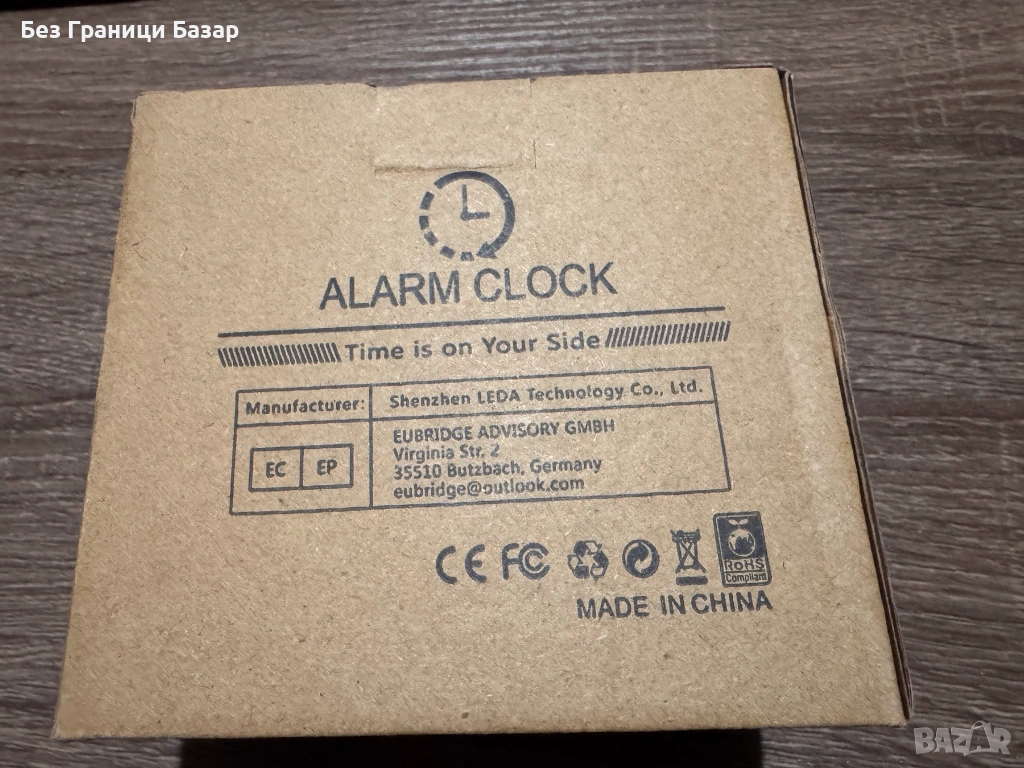 Без Граници Базар
ALARM CLOCK
Time is on Your Side
Manufacturer: Shenzhen LEDA Technology Co., Ltd.
EC EP
EUBRIDGE ADVISORY GMBH
Virginia Str. 2
35510 Butzbach, Germany
eubridge@outlook.com
CE FC
RoHS
Compliant
MADE IN CHINA
BAZAR